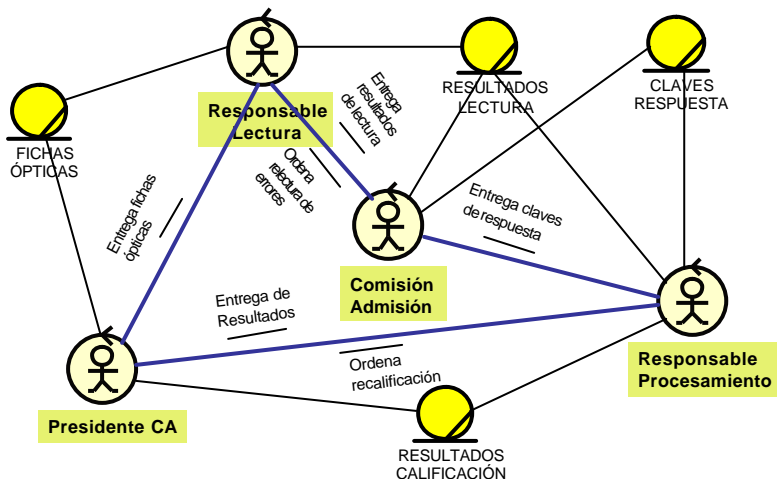 RESULTADOS
LECTURA
CLAVES
RESPUESTA
Responsable
Lectura
Entrega
resultados
de lectura
FICHAS
ÓPTICAS
Ordena
relectura de
errores
Entrega fichas
ópticas
Entrega claves
de respuesta
Comisión
Admisión
Entrega de
Resultados
Ordena
recalificación
Responsable
Procesamiento
Presidente CA
RESULTADOS
CALIFICACIÓN